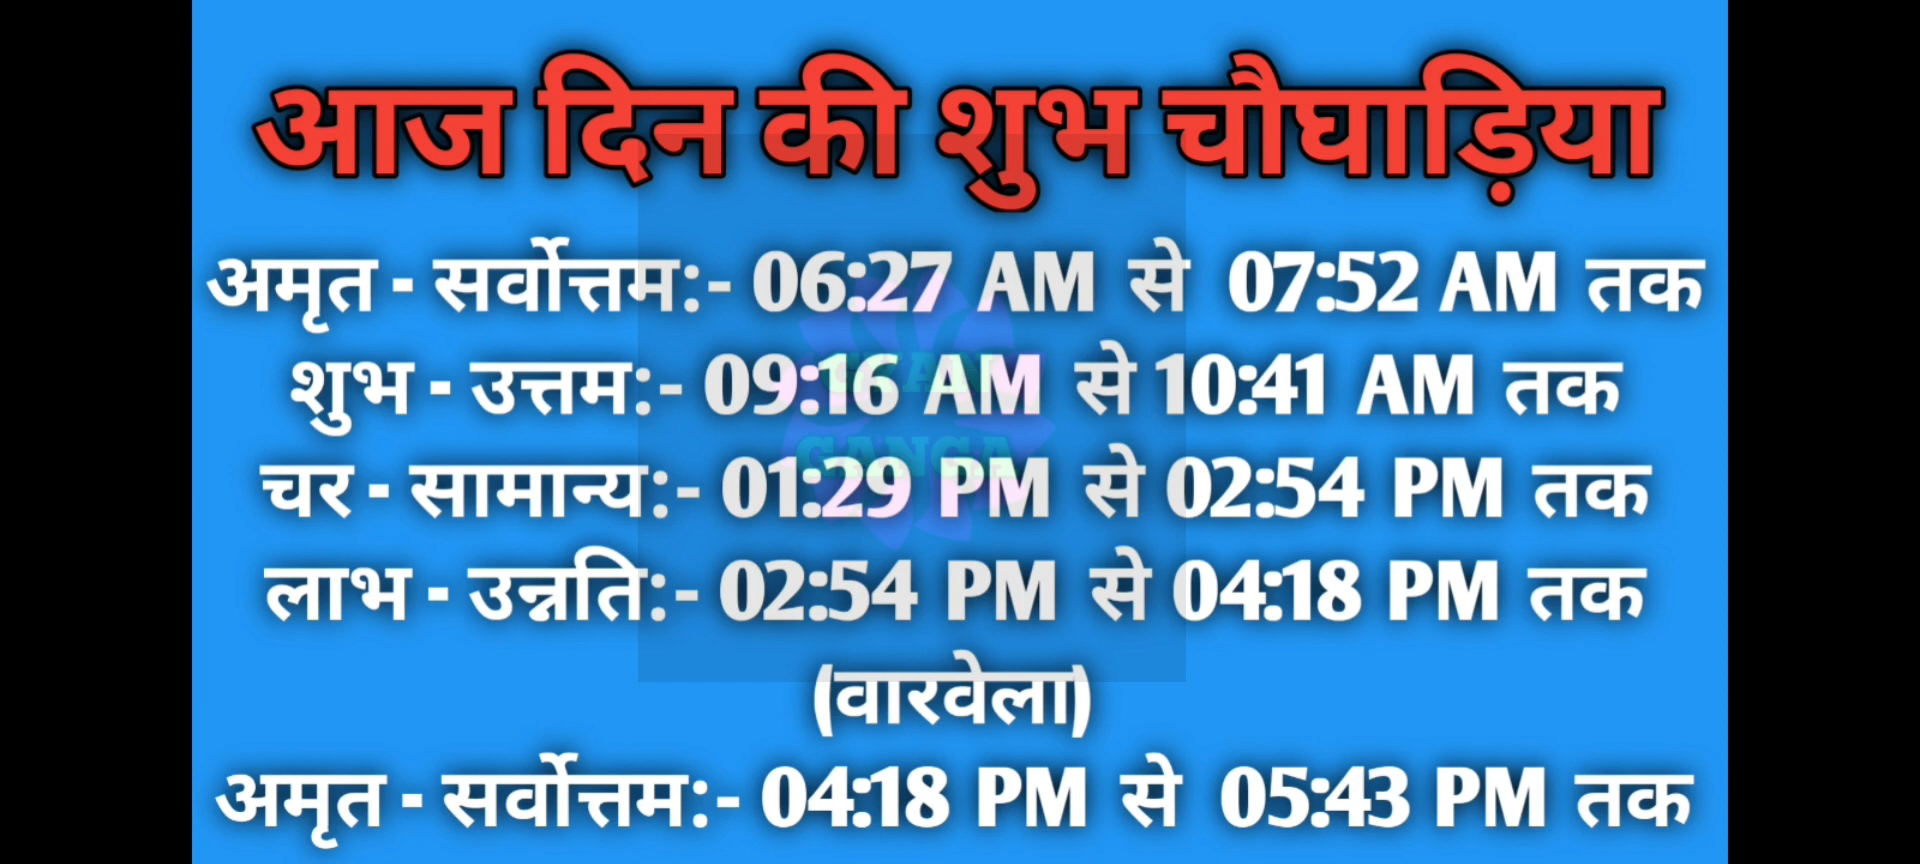 आज दिन की शुभ चौघाड़िया
अमृत - सर्वोत्तम:- 06:27 AM से 07:52 AM तक
शुभ - उत्तम:- 09:16 AM से 10:41 AM तक
चर - सामान्य:- 01:29 PM से 02:54 PM तक
लाभ - उन्नति:- 02:54 PM से 04:18 PM तक
(वारवेला)
अमृत - सर्वोत्तम:- 04:18 PM से 05:43 PM तक
GYAN
GANGA